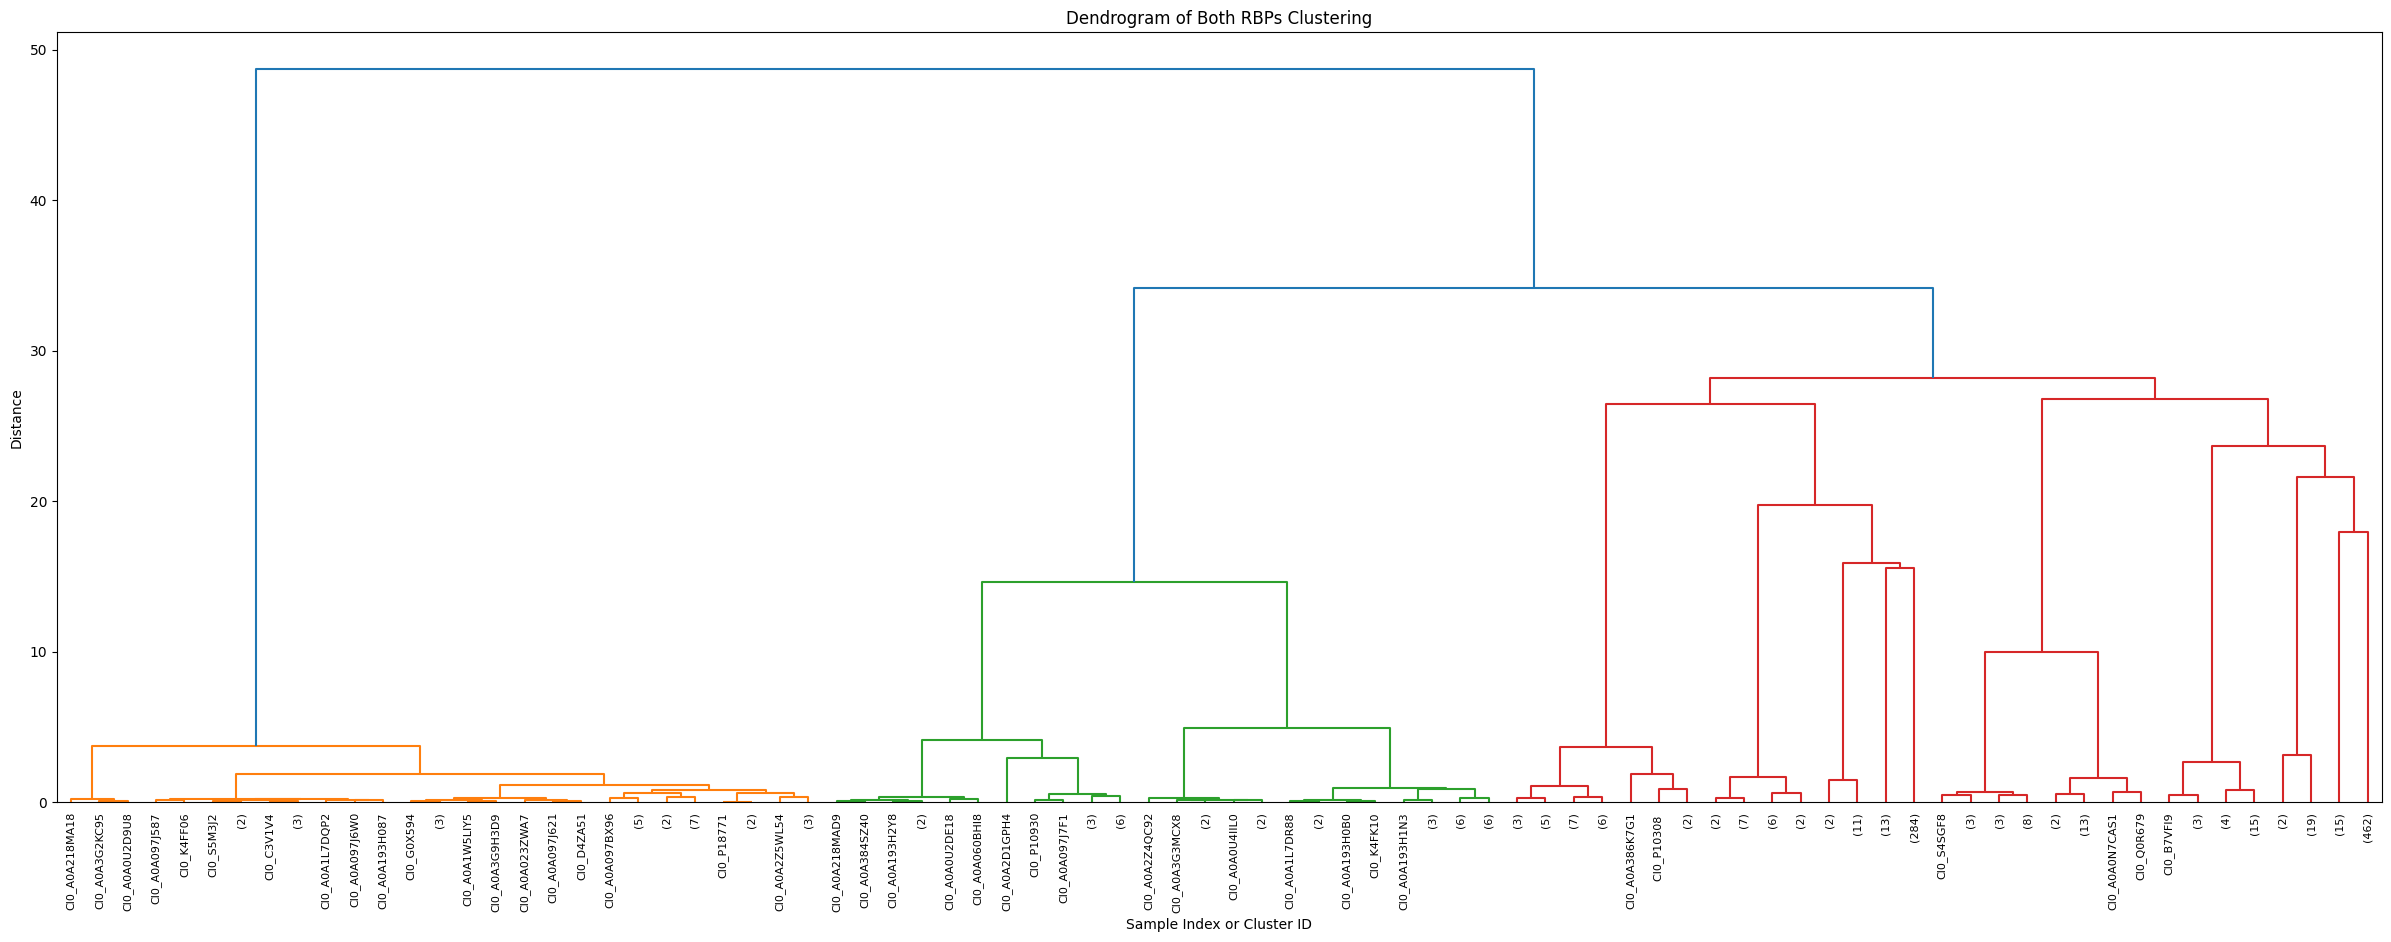 Dendrogram of Both RBPs Clustering
50
40
30
20
10
0
Distance
CI0_A0A218MA18
CI0_A0A3G2KC95
CI0_A0A0U2D9U8
CI0_A0A097J587
CI0_K4FF06
CI0_S5M3J2
(2)
CI0_C3V1V4
(3)
CI0_A0A1L7DQP2
CI0_A0A097J6W0
CI0_A0A193H087
CI0_G0X594
(3)
CI0_A0A1W5LIY5
CI0_A0A3G9H3D9
CI0_A0A023ZWA7
CI0_A0A097J621
CI0_D4ZA51
CI0_A0A097BX96
(5)
(2)
(7)
CI0_P18771
(2)
CI0_A0A2Z5WL54
(3)
CI0_A0A218MAD9
CI0_A0A384SZ40
CI0_A0A193H2Y8
(2)
CI0_A0A0U2DE18
CI0_A0A060BHI8
CI0_A0A2D1GPH4
CI0_P10930
CI0_A0A097J7F1
(3)
(6)
CI0_A0A2Z4QC92
CI0_A0A3G3MCX8
(2)
CI0_A0A0U4IIL0
(2)
CI0_A0A1L7DR88
(2)
CI0_A0A193H0B0
CI0_K4FK10
CI0_A0A193H1N3
(3)
(6)
(6)
(3)
(5)
(7)
(6)
CI0_A0A386K7G1
CI0_P10308
(2)
(2)
(7)
(6)
(2)
(2)
(11)
(13)
(284)
CI0_S4SGF8
(3)
(3)
(8)
(2)
(13)
CI0_A0A0N7CAS1
CI0_Q0R679
CI0_B7VFI9
(3)
(4)
(15)
(2)
(19)
(15)
(462)
Sample Index or Cluster ID